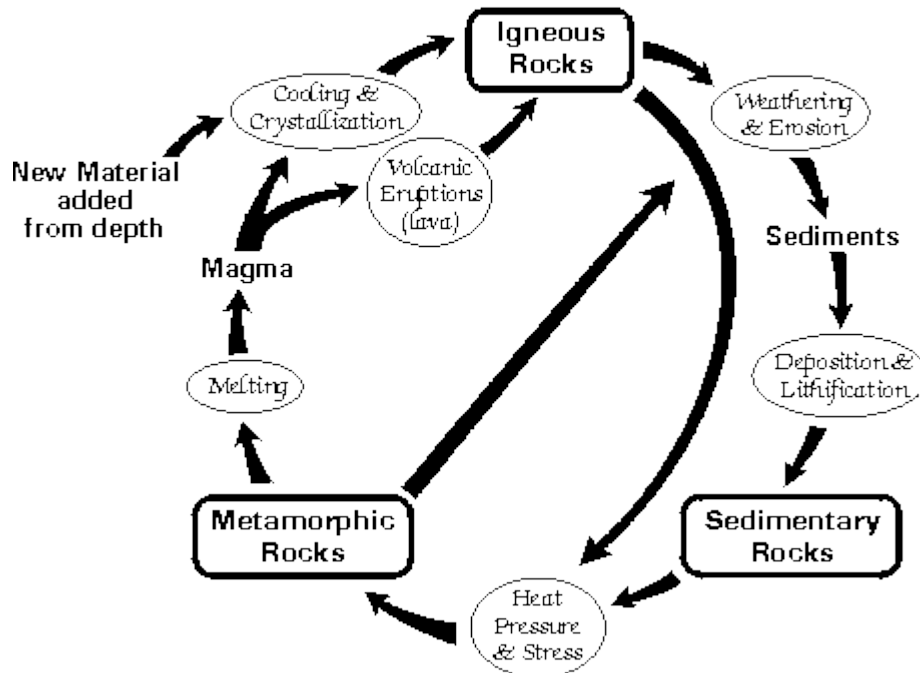 Igneous
Rocks
Cooling &
Crystallization
Weathering
& Erosion
New Material
added
from depth
Volcanic
Eruptions
(lava)
Sediments
Magma
Deposition &
Lithification
Melting
Metamorphic
Rocks
Sedimentary
Rocks
Heat
Pressure
& Stress